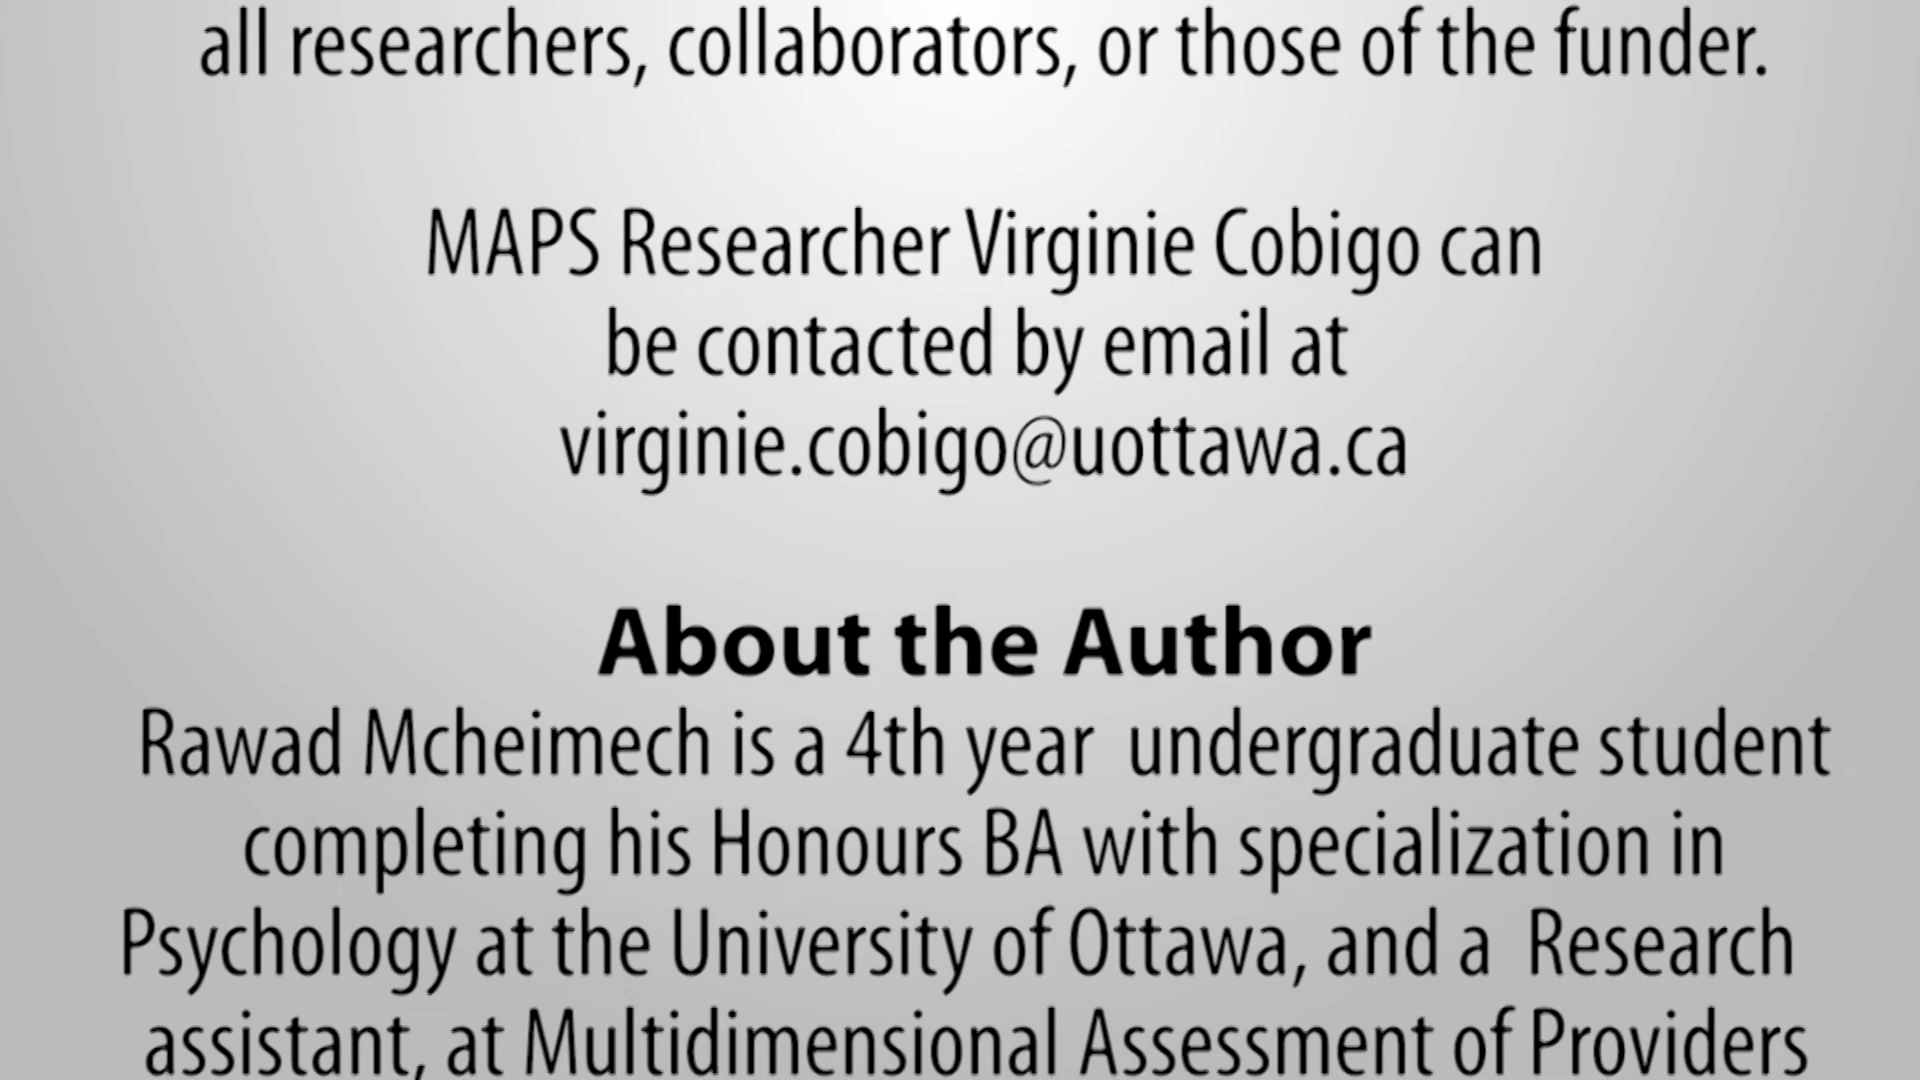 all researchers, collaborators, or those of the funder.
MAPS Researcher Virginie Cobigo can
be contacted by email at
virginie.cobigo@uottawa.ca
About the Author
Rawad Mcheimech is a 4th year  undergraduate student
completing his Honours BA with specialization in
Psychology at the University of Ottawa, and a  Research
assistant, at Multidimensional Assessment of Providers